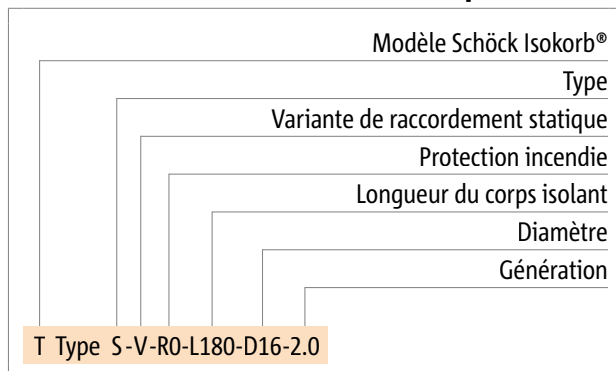 Modèle Schöck Isokorb®
Type
Variante de raccordement statique
Protection incendie
Longueur du corps isolant
Diamètre
Génération
T Type S-V-R0-L180-D16-2.0